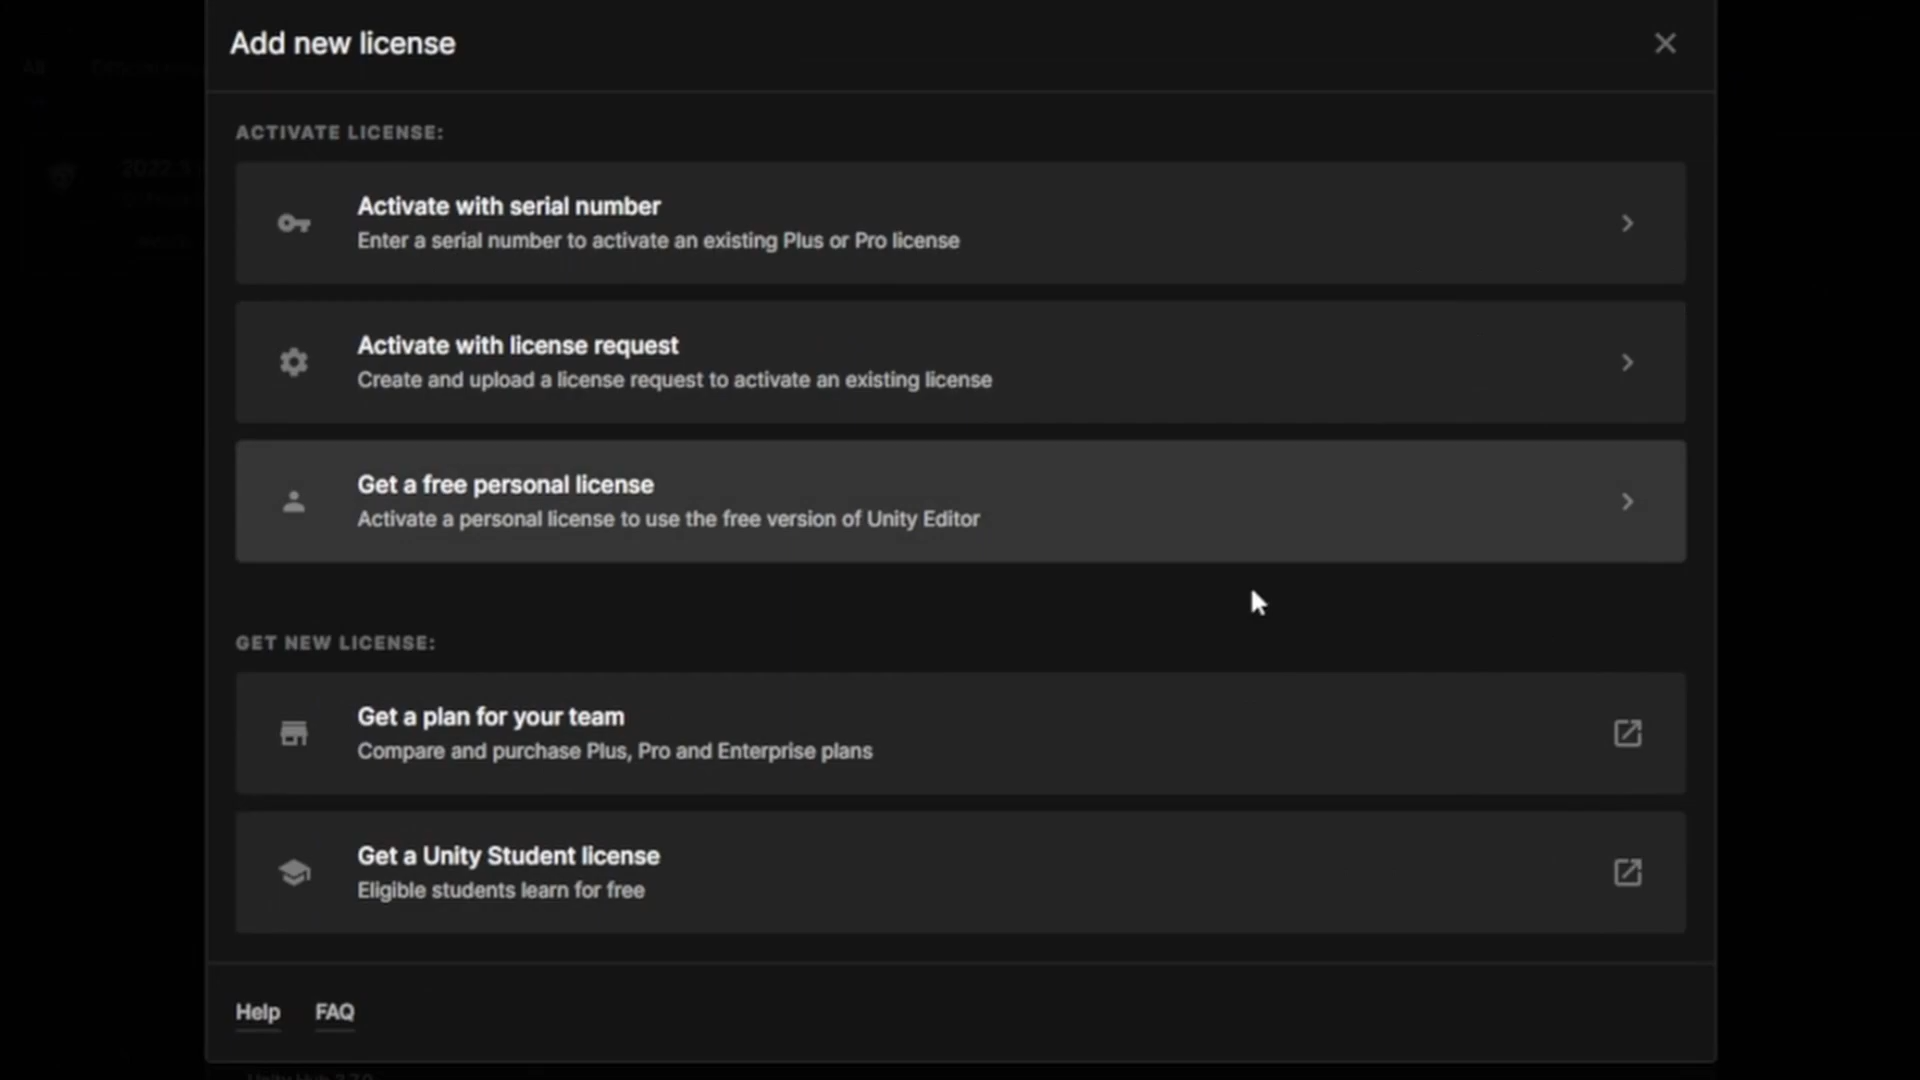 Add new license
All
ACTIVATE LICENSE:
Activate with serial number
Enter a serial number to activate an existing Plus or Pro license
Activate with license request
Create and upload a license request to activate an existing license
Get a free personal license
Activate a personal license to use the free version of Unity Editor
GET NEW LICENSE:
Get a plan for your team
Compare and purchase Plus, Pro and Enterprise plans
Get a Unity Student license
Eligible students learn for free
Help FAQ